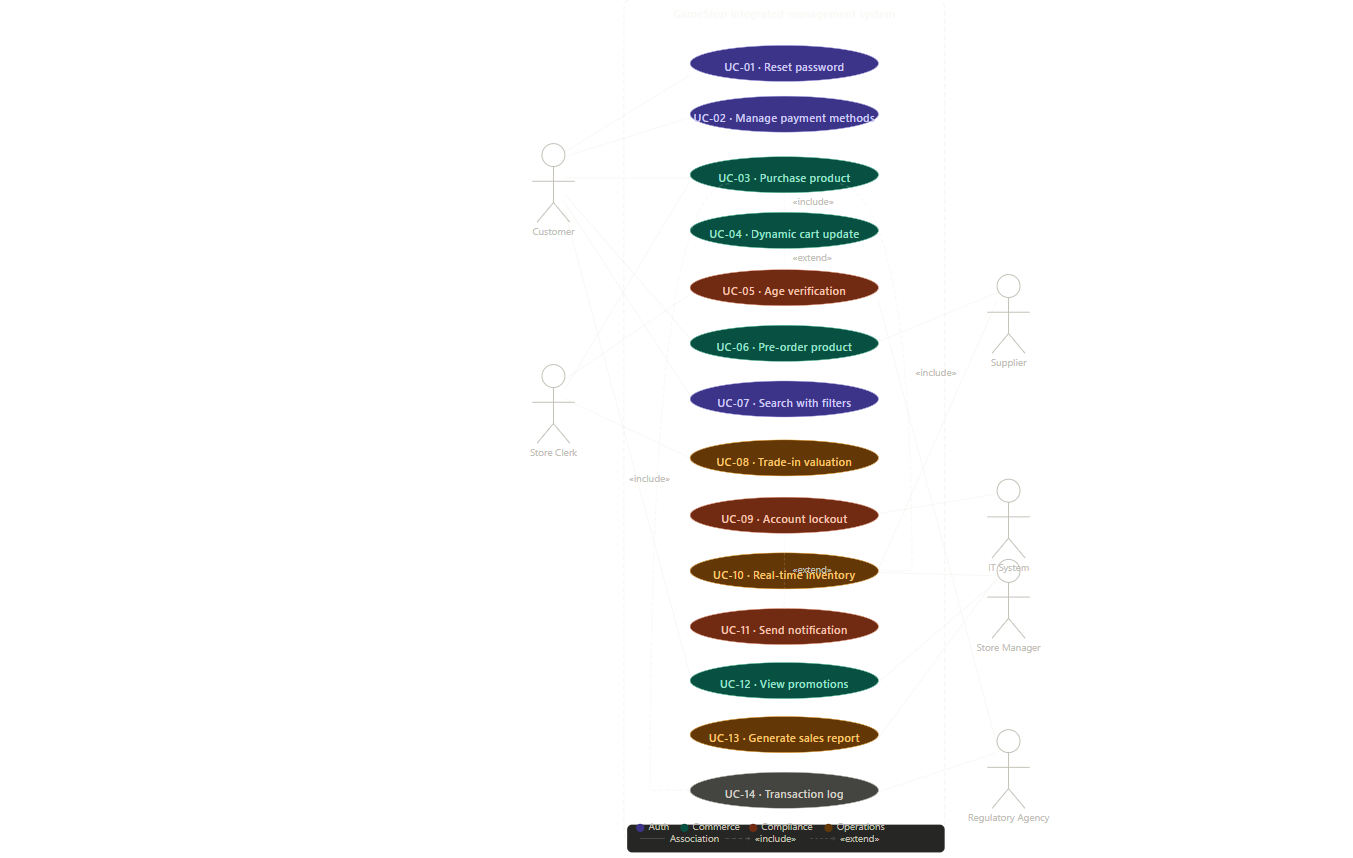 GameStop integrated management system
UC-01 · Reset password
UC-02 · Manage payment methods
UC-03 · Purchase product
«include»
UC-04 · Dynamic cart update
Customer
«extend»
UC-05 · Age verification
UC-06 · Pre-order product
Supplier
«include»
UC-07 · Search with filters
Store Clerk
UC-08 · Trade-in valuation
«include»
UC-09 · Account lockout
IT System
«extend»
UC-10 · Real-time inventory
UC-11 · Send notification
Store Manager
UC-12 · View promotions
UC-13 · Generate sales report
UC-14 · Transaction log
Regulatory Agency
Auth Commerce Compliance Operations
Association «include» «extend»